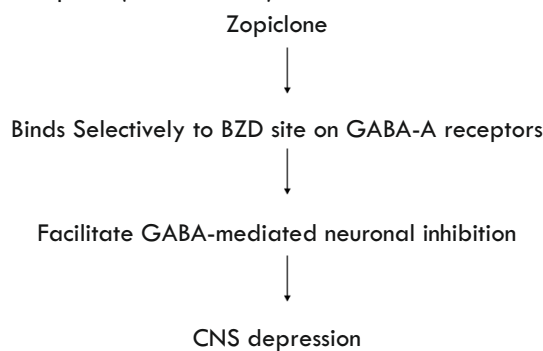 Zopiclone
Binds Selectively to BZD site on GABA-A receptors
Facilitate GABA-mediated neuronal inhibition
CNS depression